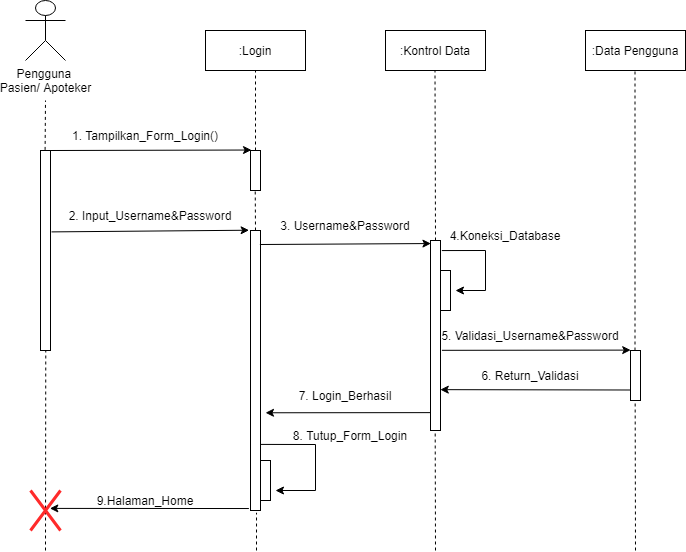 Pengguna
Pasien/ Apoteker
:Login
:Kontrol Data
:Data Pengguna
1. Tampilkan_Form_Login()
2. Input_Username&Password
3. Username&Password
4.Koneksi_Database
5. Validasi_Username&Password
6. Return_Validasi
7. Login_Berhasil
8. Tutup_Form_Login
9.Halaman_Home